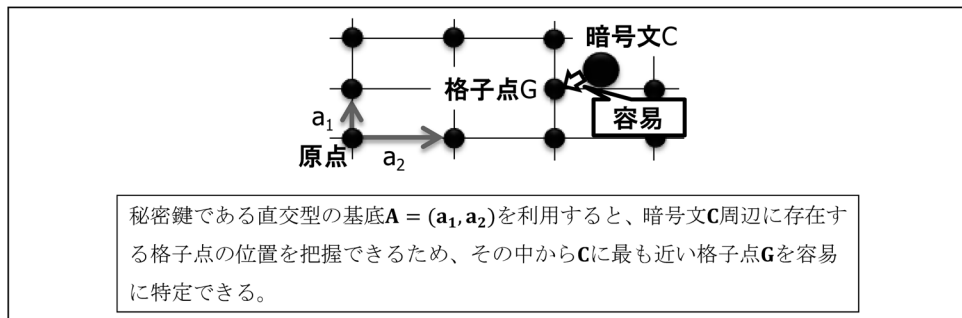 暗号文C
格子点G
容易
a₁
原点
a₂
秘密鍵である直交型の基底A = (a₁, a₂)を利用すると、暗号文C周辺に存在す
る格子点の位置を把握できるため、その中からCに最も近い格子点Gを容易
に特定できる。